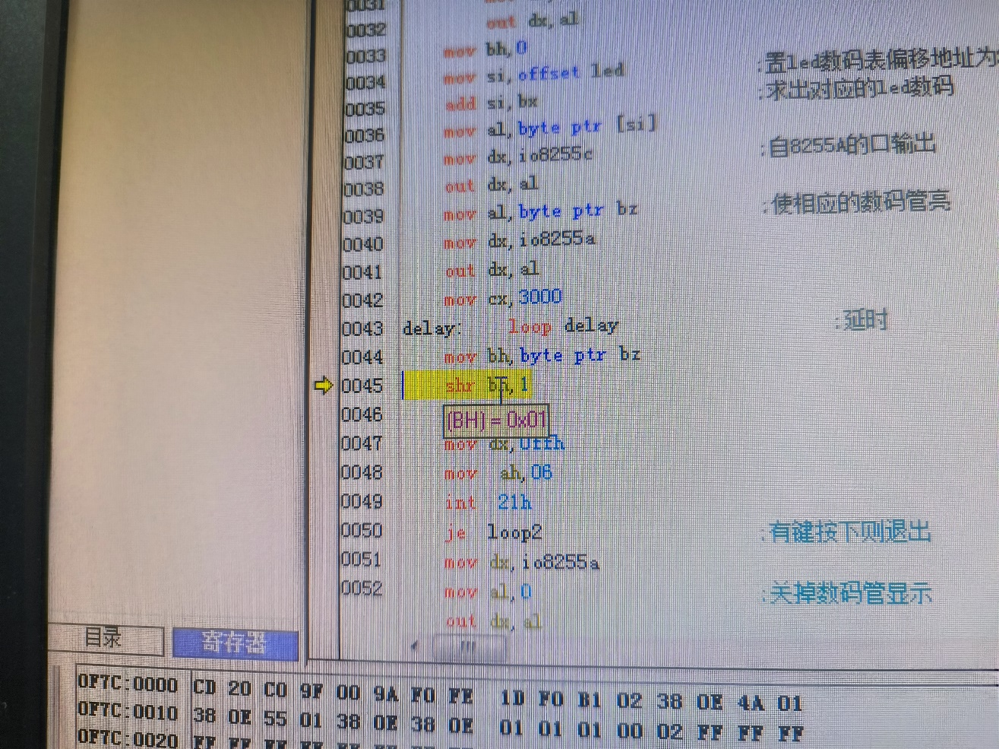 0031
0032 out dx, al
0033 mov bh, 0
0034 mov si, offset led ;置led数码表偏移地址为
0035 add si, bx ;求出对应的led数码
0036 mov al, byte ptr [si]
0037 mov dx, io8255c ;自8255A的口输出
0038 out dx, al
0039 mov al, byte ptr bz ;使相应的数码管亮
0040 mov dx, io8255a
0041 out dx, al
0042 mov cx, 3000
0043 delay: loop delay ;延时
0044 mov bh, byte ptr bz
0045 shr bh, 1
0046
(BH) = 0x01
0047 mov dx, 0ffh
0048 mov ah, 06
0049 int 21h
0050 je loop2 ;有键按下则退出
0051 mov dx, io8255a
0052 mov al, 0 ;关掉数码管显示
out dx, al
目录 寄存器
0F7C:0000 CD 20 C0 9F 00 9A F0 FE 1D F0 B1 02 38 0E 4A 01
0F7C:0010 38 0E 55 01 38 0E 38 0E 01 01 01 00 02 FF FF FF
0F7C:0020 FF FF FF FF FF FF FF